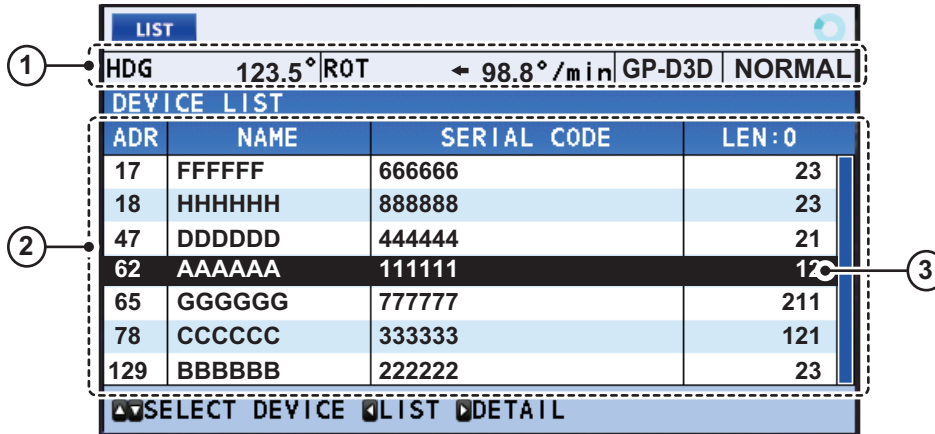 LIST
1
HDG 123.5° ROT ← 98.8°/min GP-D3D NORMAL
DEVICE LIST
ADR NAME SERIAL CODE LEN:0
17 FFFFFF 666666 23
18 HHHHHH 888888 23
2
47 DDDDDD 444444 21
62 AAAAAA 111111 12
3
65 GGGGGG 777777 211
78 CCCCCC 333333 121
129 BBBBBB 222222 23
▲▼SELECT DEVICE ◀LIST ▶DETAIL